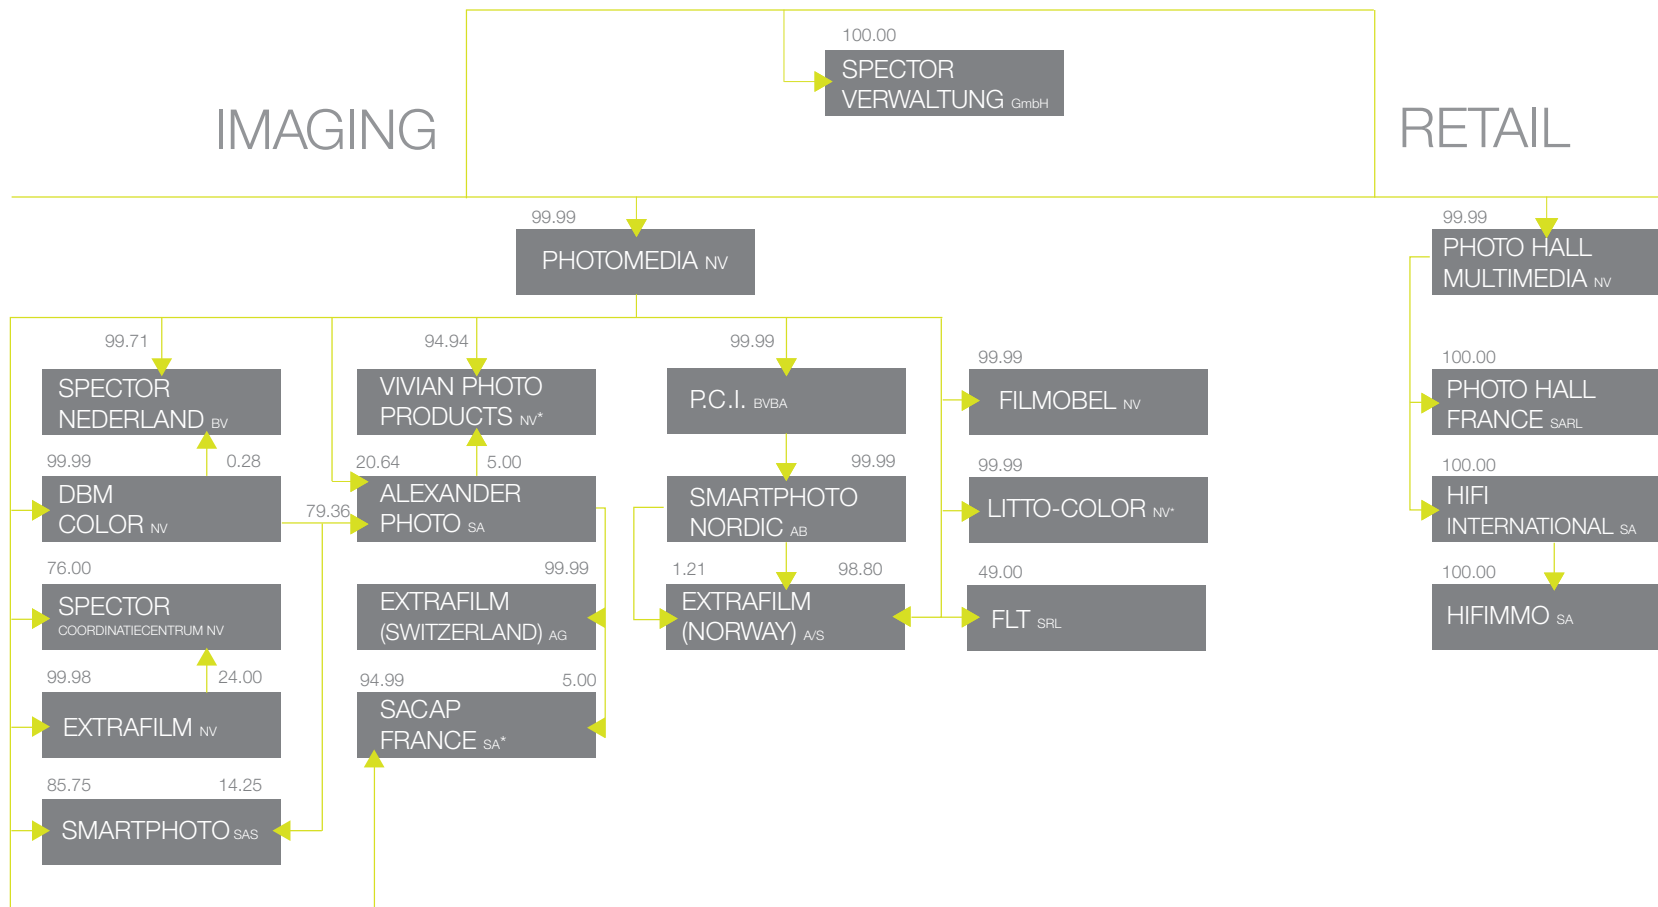 100.00
SPECTOR
VERWALTUNG GmbH
IMAGING
RETAIL
99.99
PHOTOMEDIA NV
99.99
PHOTO HALL
MULTIMEDIA NV
99.71
SPECTOR
NEDERLAND BV
94.94
VIVIAN PHOTO
PRODUCTS NV*
99.99
P.C.I. BVBA
99.99
FILMOBEL NV
100.00
PHOTO HALL
FRANCE SARL
99.99
0.28
DBM
COLOR NV
79.36
20.64
5.00
ALEXANDER
PHOTO SA
99.99
SMARTPHOTO
NORDIC AB
99.99
LITTO-COLOR NV*
100.00
HIFI
INTERNATIONAL SA
76.00
SPECTOR
COORDINATIECENTRUM NV
99.99
EXTRAFILM
(SWITZERLAND) AG
1.21
98.80
EXTRAFILM
(NORWAY) A/S
49.00
FLT SRL
100.00
HIFIMMO SA
99.98
24.00
EXTRAFILM NV
94.99
5.00
SACAP
FRANCE SA*
85.75
14.25
SMARTPHOTO SAS